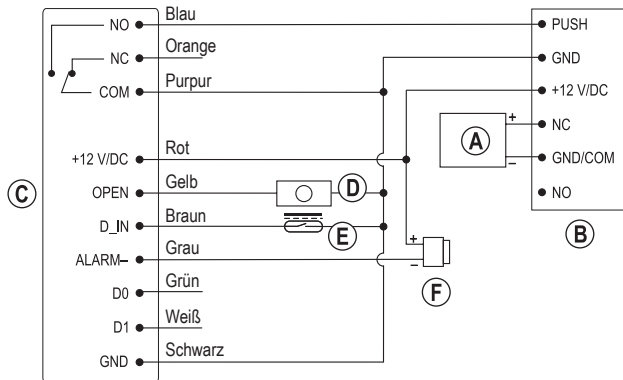 NO Blau PUSH
NC Orange GND
COM Purpur +12 V/DC
A + NC
+12 V/DC Rot – GND/COM
C OPEN Gelb D NO
D_IN Braun E B
ALARM– Grau + – F
D0 Grün
D1 Weiß
GND Schwarz